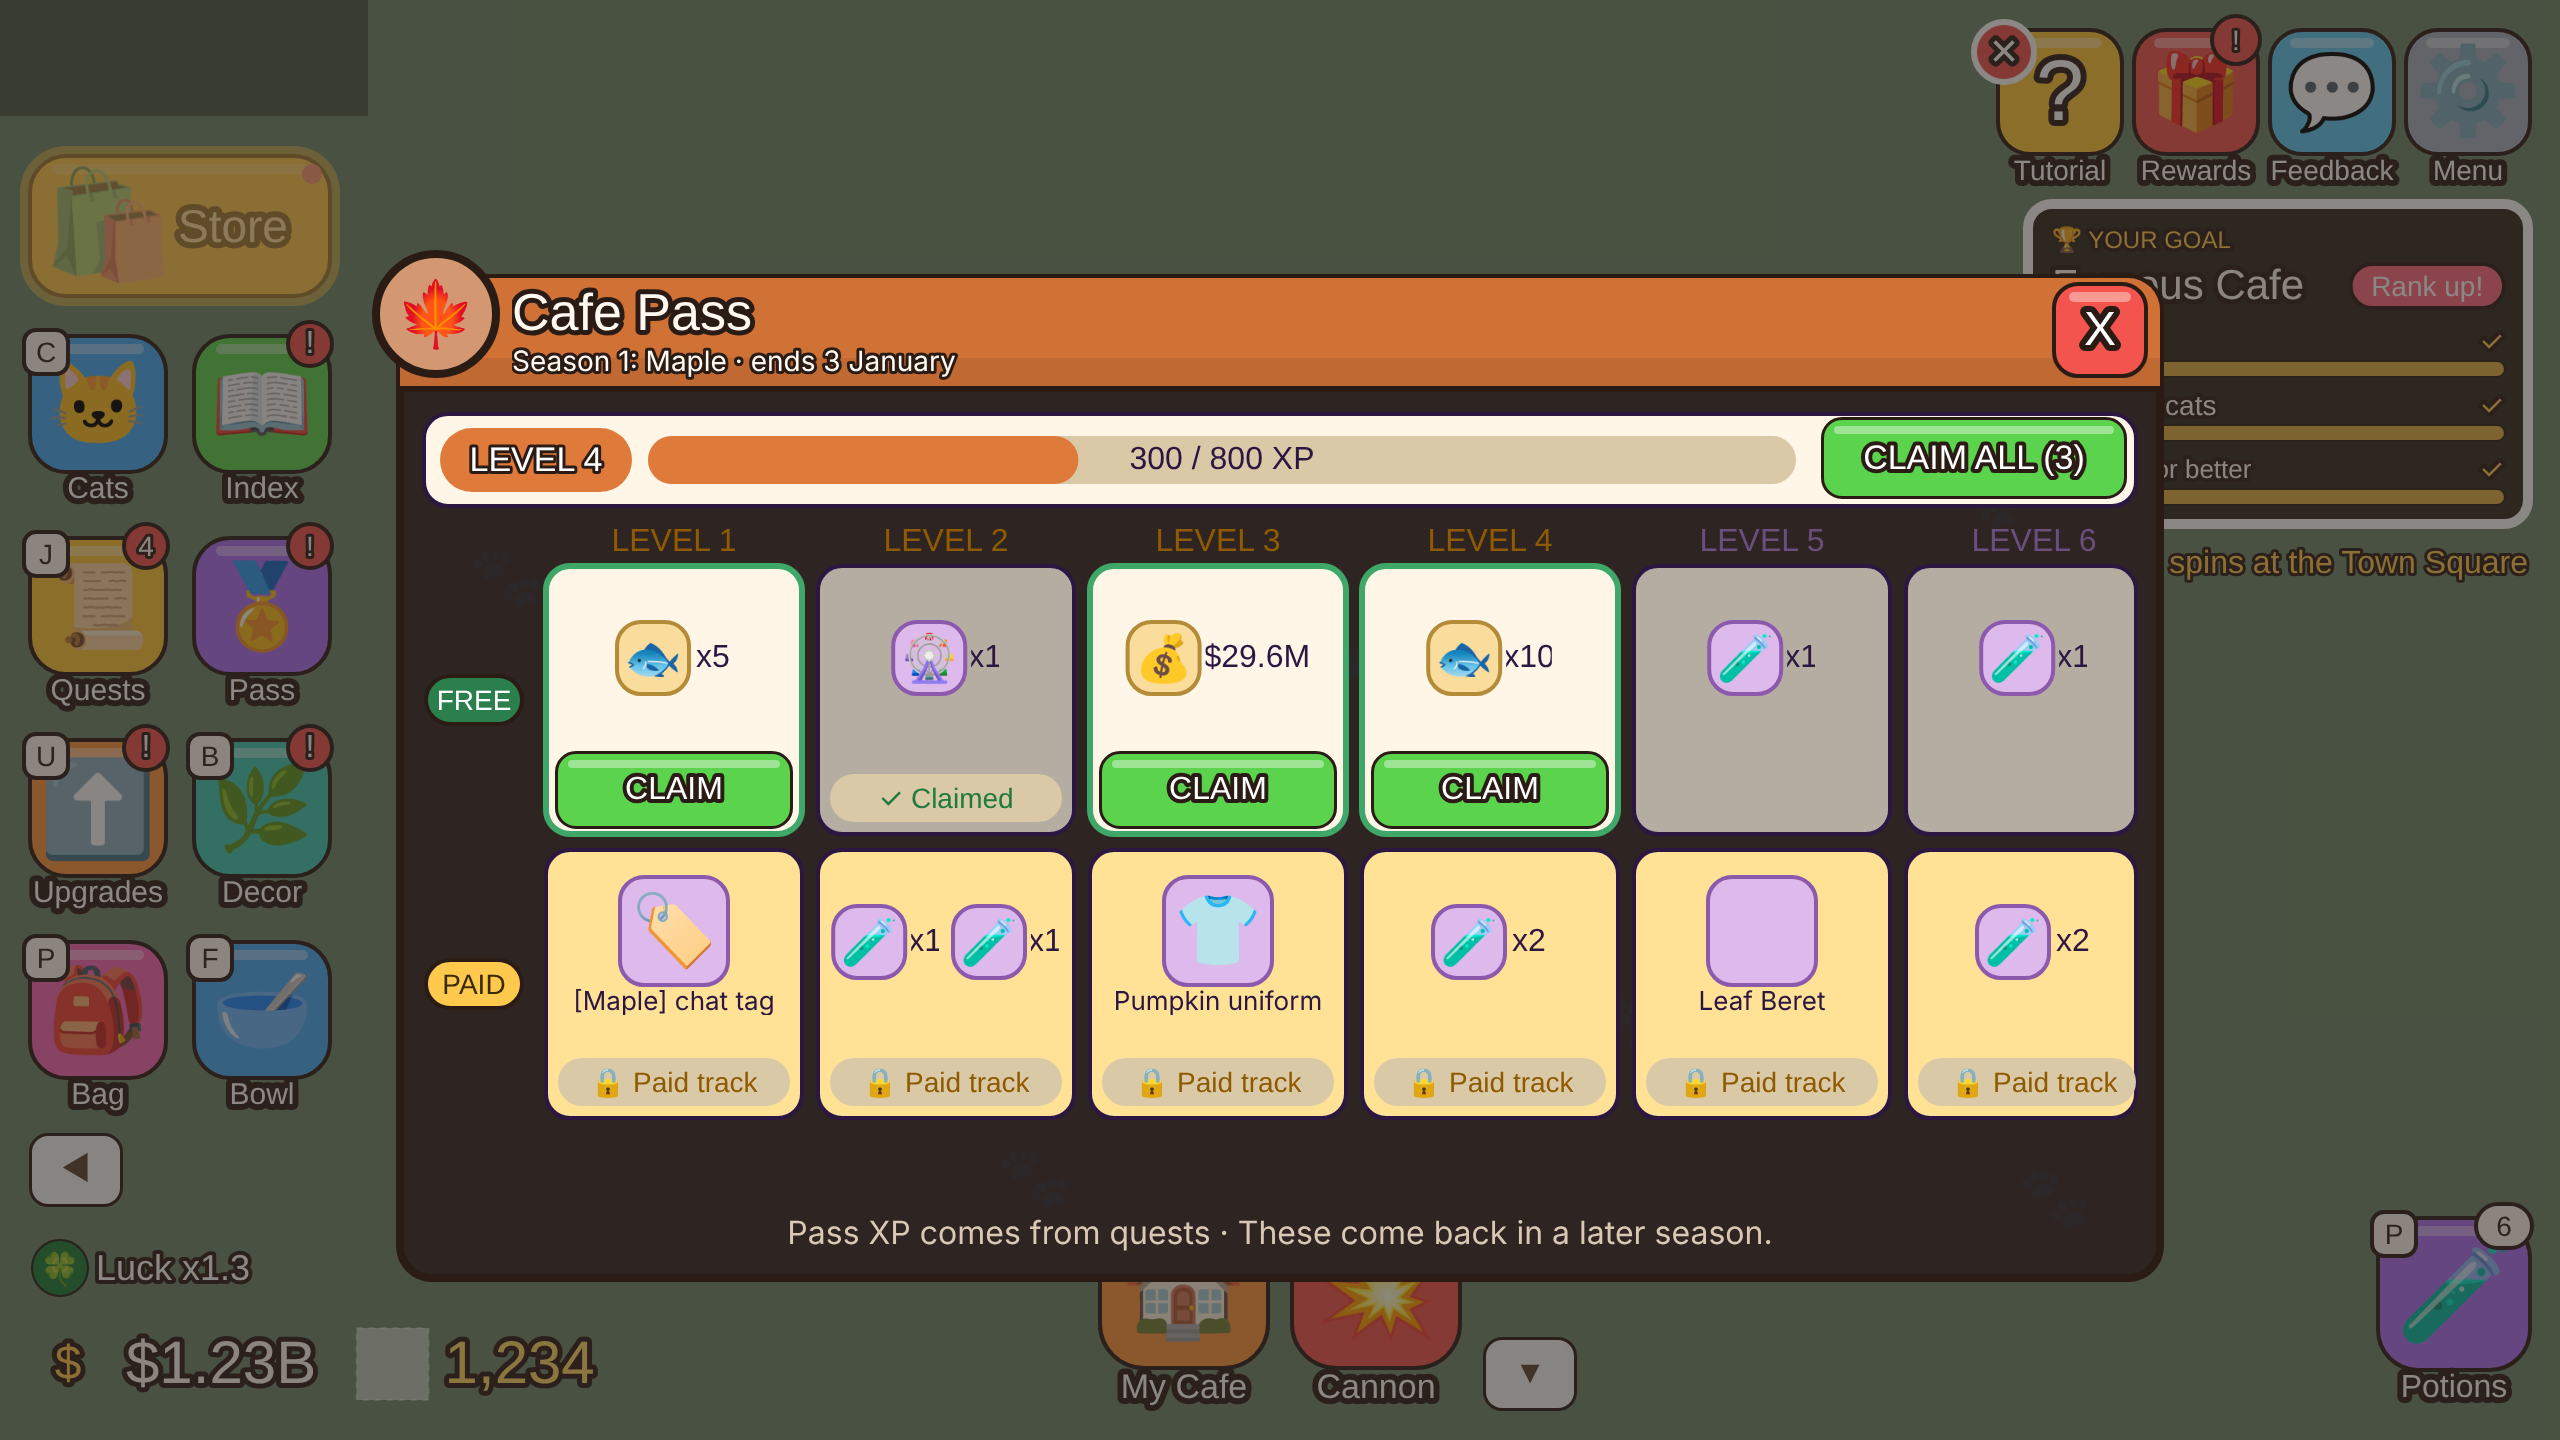 Tutorial
Rewards
Feedback
Menu
Store
YOUR GOAL
ous Cafe
Rank up!
cats
or better
spins at the Town Square
C
Cats
Index
J
4
Quests
Pass
U
Upgrades
B
Decor
P
Bag
F
Bowl
Luck x1.3
$ $1.23B
1,234
Cafe Pass
Season 1: Maple · ends 3 January
X
LEVEL 4
300 / 800 XP
CLAIM ALL (3)
LEVEL 1
LEVEL 2
LEVEL 3
LEVEL 4
LEVEL 5
LEVEL 6
FREE
x5
x1
$29.6M
x10
x1
x1
CLAIM
✓ Claimed
CLAIM
CLAIM
PAID
[Maple] chat tag
x1
x1
Pumpkin uniform
x2
Leaf Beret
x2
Paid track
Paid track
Paid track
Paid track
Paid track
Paid track
Pass XP comes from quests · These come back in a later season.
My Cafe
Cannon
P
6
Potions